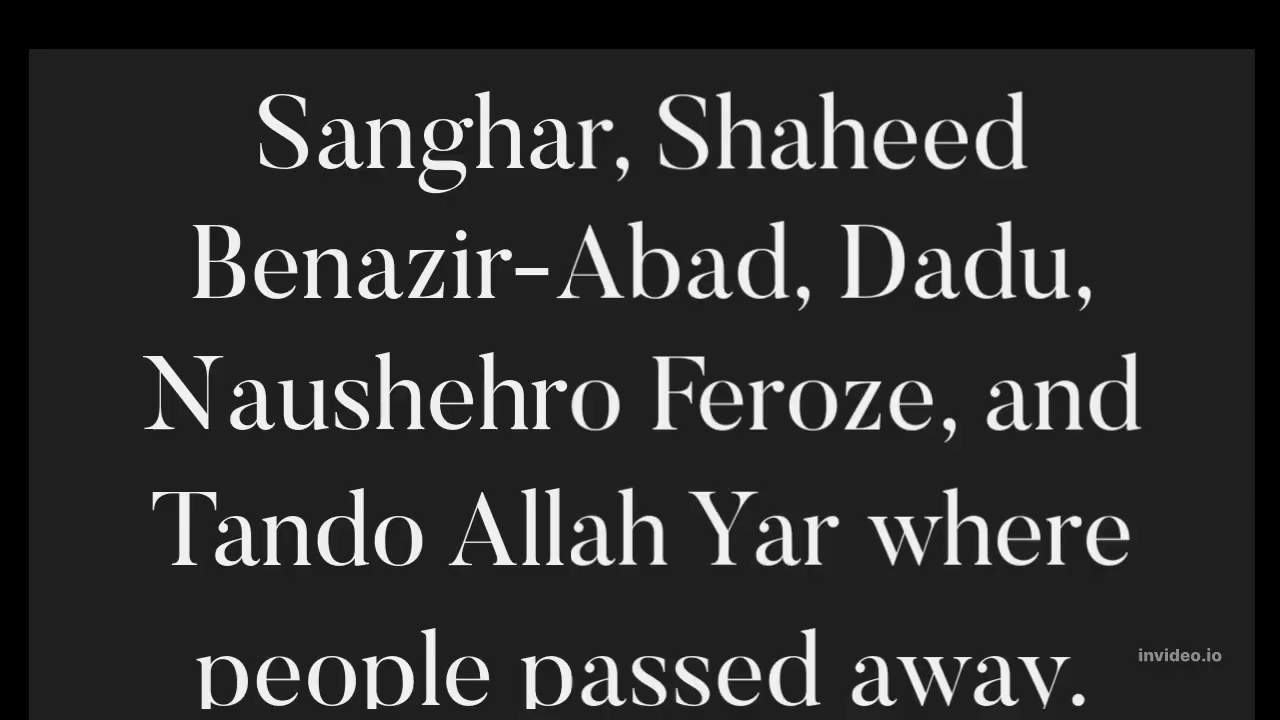 Sanghar, Shaheed
Benazir-Abad, Dadu,
Naushehro Feroze, and
Tando Allah Yar where
people passed away.
invideo.io